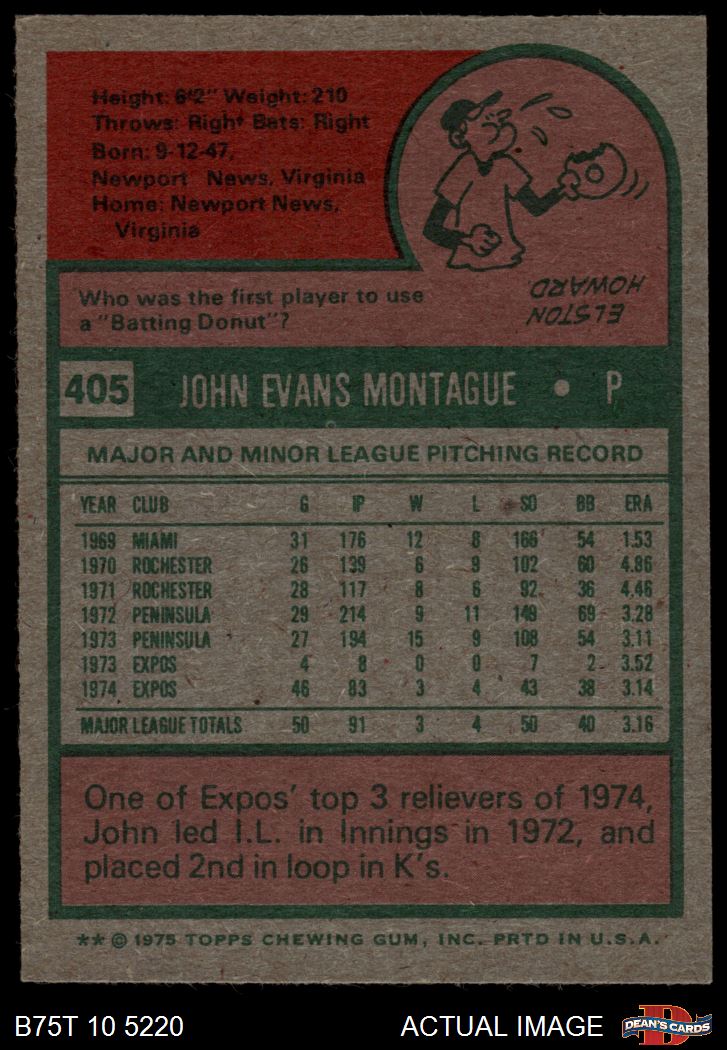 Height: 6'2" Weight: 210
Throws: Right Bats: Right
Born: 9-12-47,
Newport News, Virginia
Home: Newport News,
Virginia
Who was the first player to use
a "Batting Donut"?
ELSTON
HOWARD
405 JOHN EVANS MONTAGUE • P
MAJOR AND MINOR LEAGUE PITCHING RECORD
YEAR CLUB G IP W L SO BB ERA
1969 MIAMI 31 176 12 8 166 54 1.53
1970 ROCHESTER 26 139 6 9 102 60 4.86
1971 ROCHESTER 28 117 8 6 92 36 4.46
1972 PENINSULA 29 214 9 11 149 69 3.28
1973 PENINSULA 27 194 15 9 108 54 3.11
1973 EXPOS 4 8 0 0 7 2 3.52
1974 EXPOS 46 83 3 4 43 38 3.14
MAJOR LEAGUE TOTALS 50 91 3 4 50 40 3.16
One of Expos' top 3 relievers of 1974,
John led I.L. in Innings in 1972, and
placed 2nd in loop in K's.
** © 1975 TOPPS CHEWING GUM, INC. PRTD IN U.S.A.
B75T 10 5220 ACTUAL IMAGE D DEAN'S CARDS